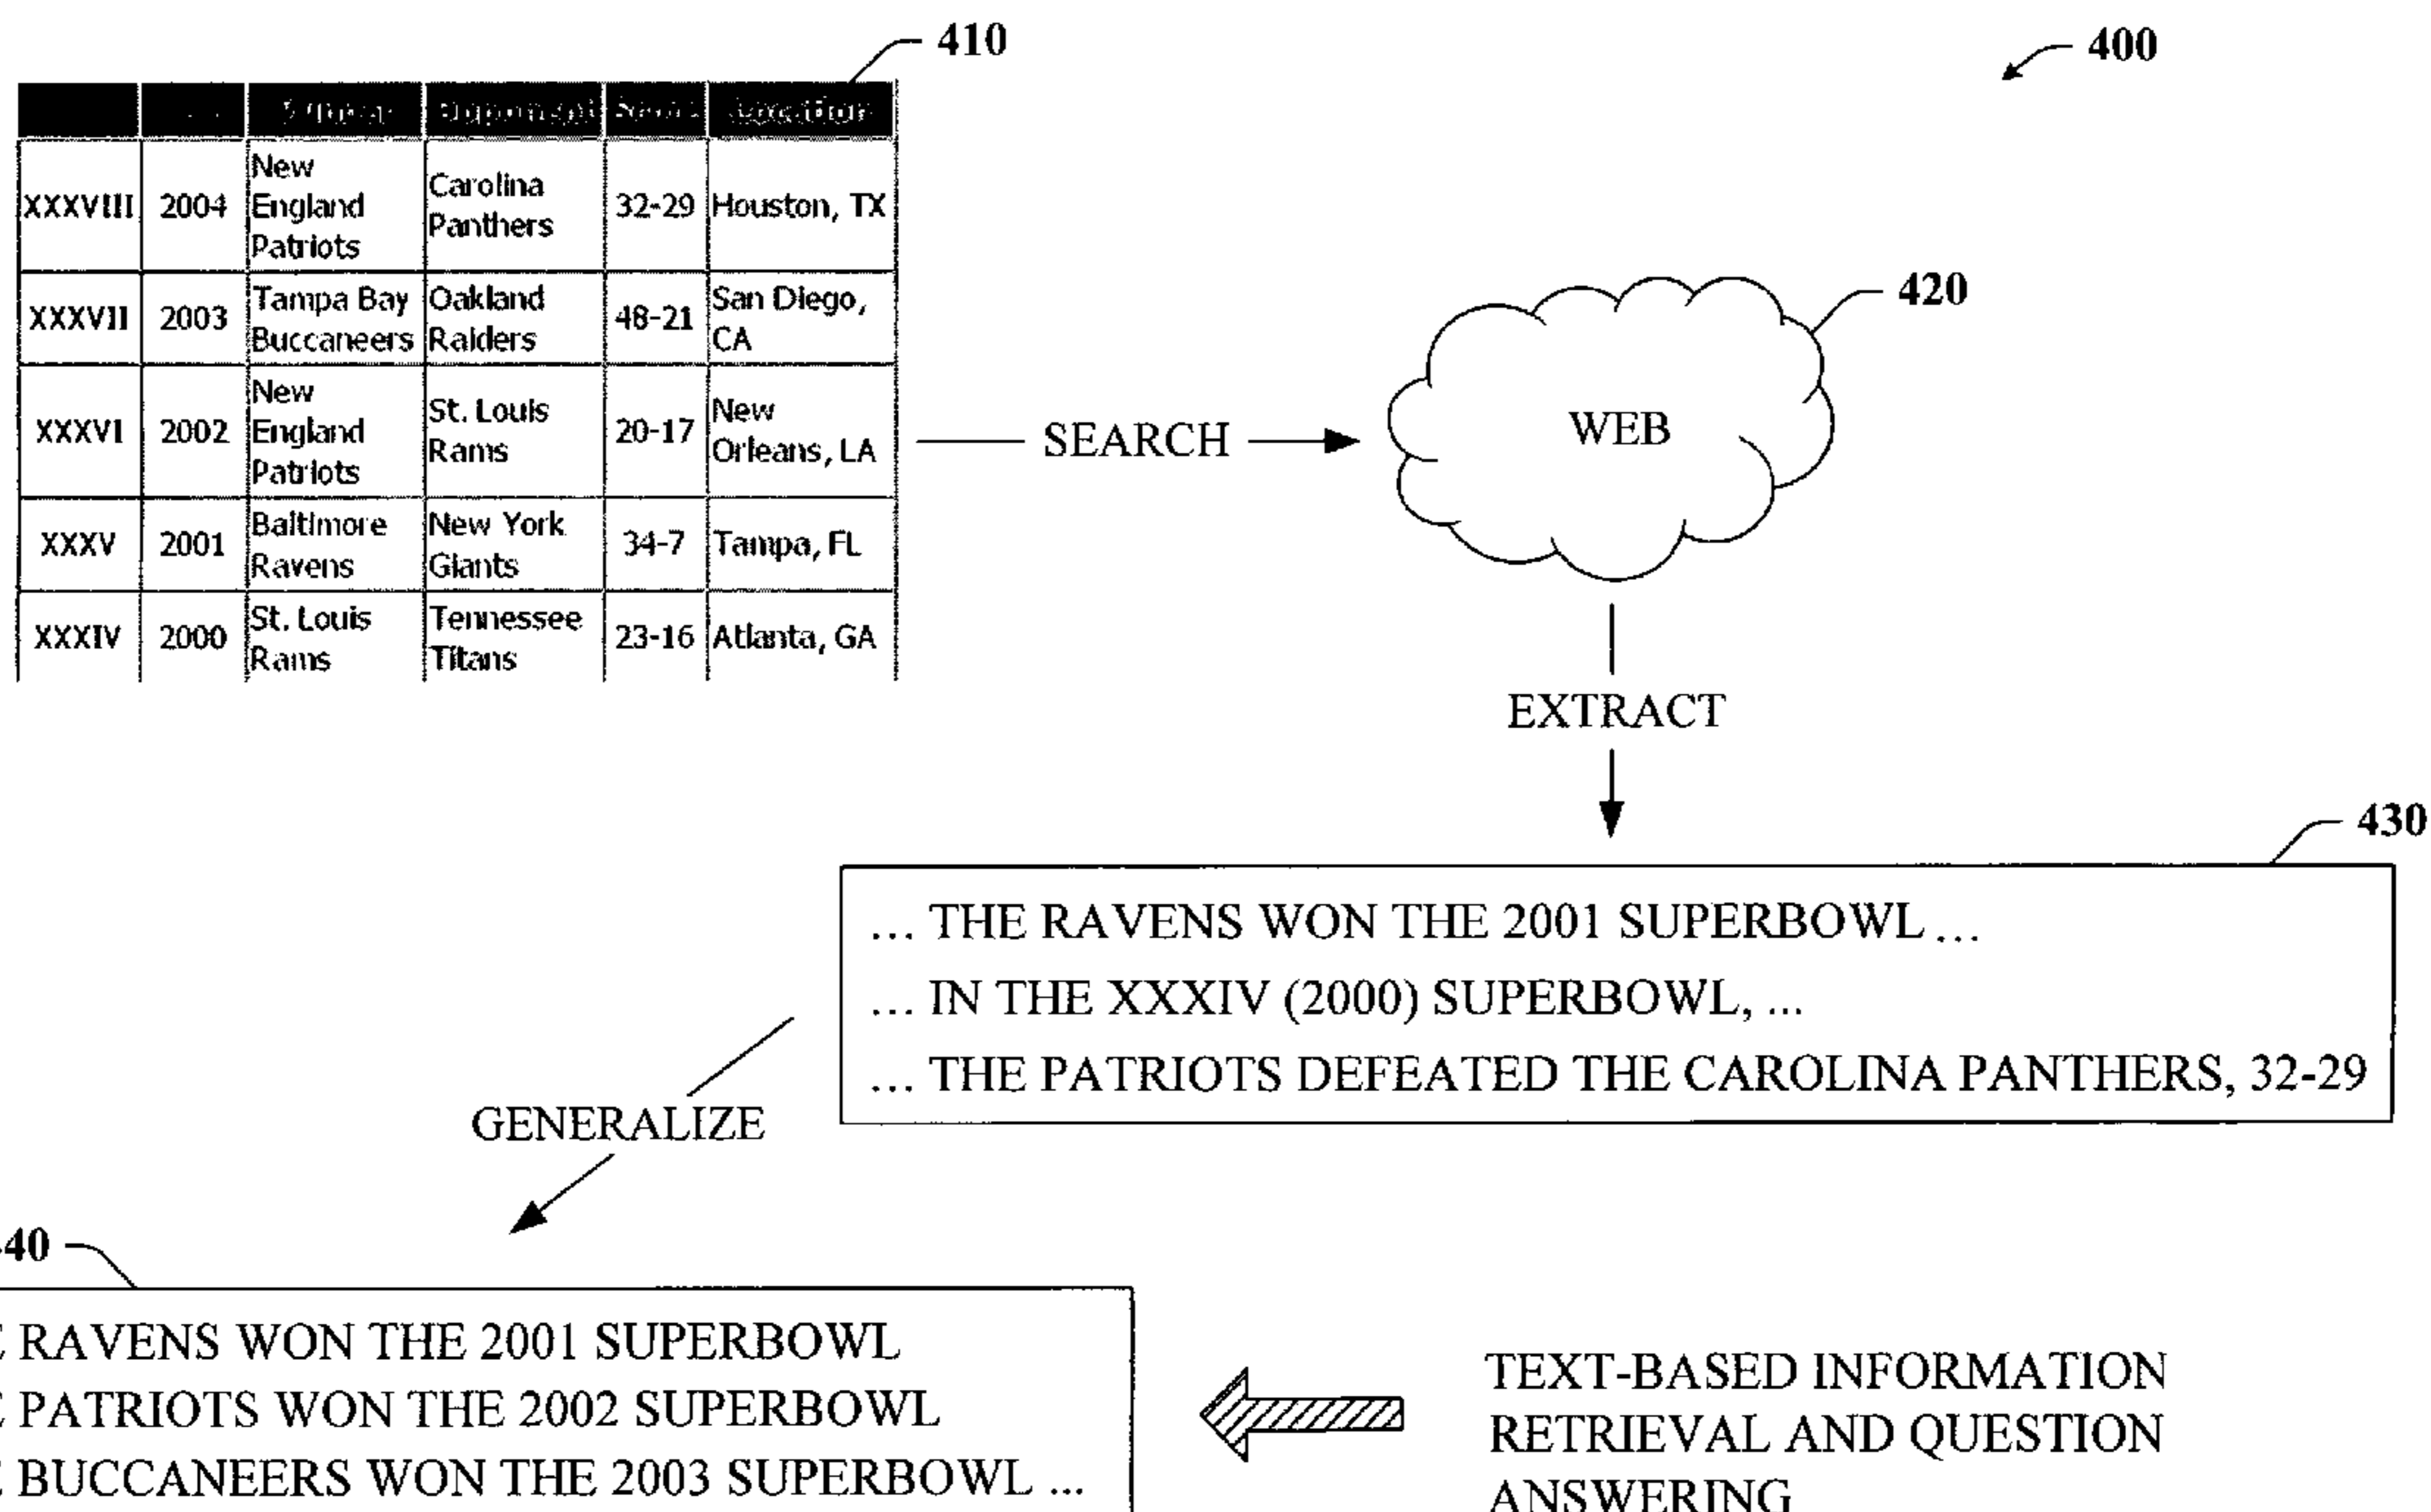 410
400
Opponent Score Location
XXXVIII 2004 New England Patriots Carolina Panthers 32-29 Houston, TX
XXXVII 2003 Tampa Bay Buccaneers Oakland Raiders 48-21 San Diego, CA
XXXVI 2002 New England Patriots St. Louis Rams 20-17 New Orleans, LA
XXXV 2001 Baltimore Ravens New York Giants 34-7 Tampa, FL
XXXIV 2000 St. Louis Rams Tennessee Titans 23-16 Atlanta, GA
SEARCH
420
WEB
EXTRACT
430
... THE RAVENS WON THE 2001 SUPERBOWL ...
... IN THE XXXIV (2000) SUPERBOWL, ...
... THE PATRIOTS DEFEATED THE CAROLINA PANTHERS, 32-29
GENERALIZE
40
E RAVENS WON THE 2001 SUPERBOWL
E PATRIOTS WON THE 2002 SUPERBOWL
E BUCCANEERS WON THE 2003 SUPERBOWL ...
TEXT-BASED INFORMATION
RETRIEVAL AND QUESTION
ANSWERING